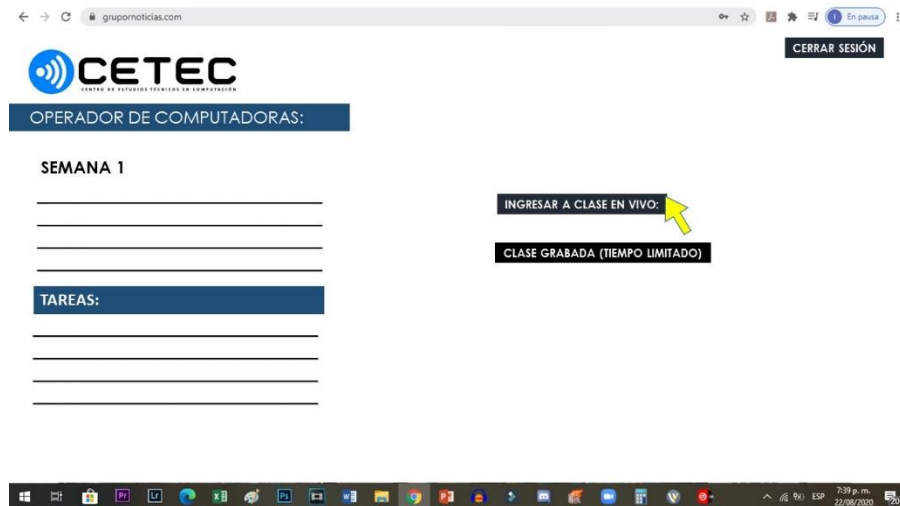 grupornoticias.com
En pausa
CERRAR SESIÓN
CETEC
CENTRO DE ESTUDIOS TÉCNICOS EN COMPUTACIÓN
OPERADOR DE COMPUTADORAS:
SEMANA 1
INGRESAR A CLASE EN VIVO:
CLASE GRABADA (TIEMPO LIMITADO)
TAREAS:
ESP
7:39 p. m.
22/08/2020
20